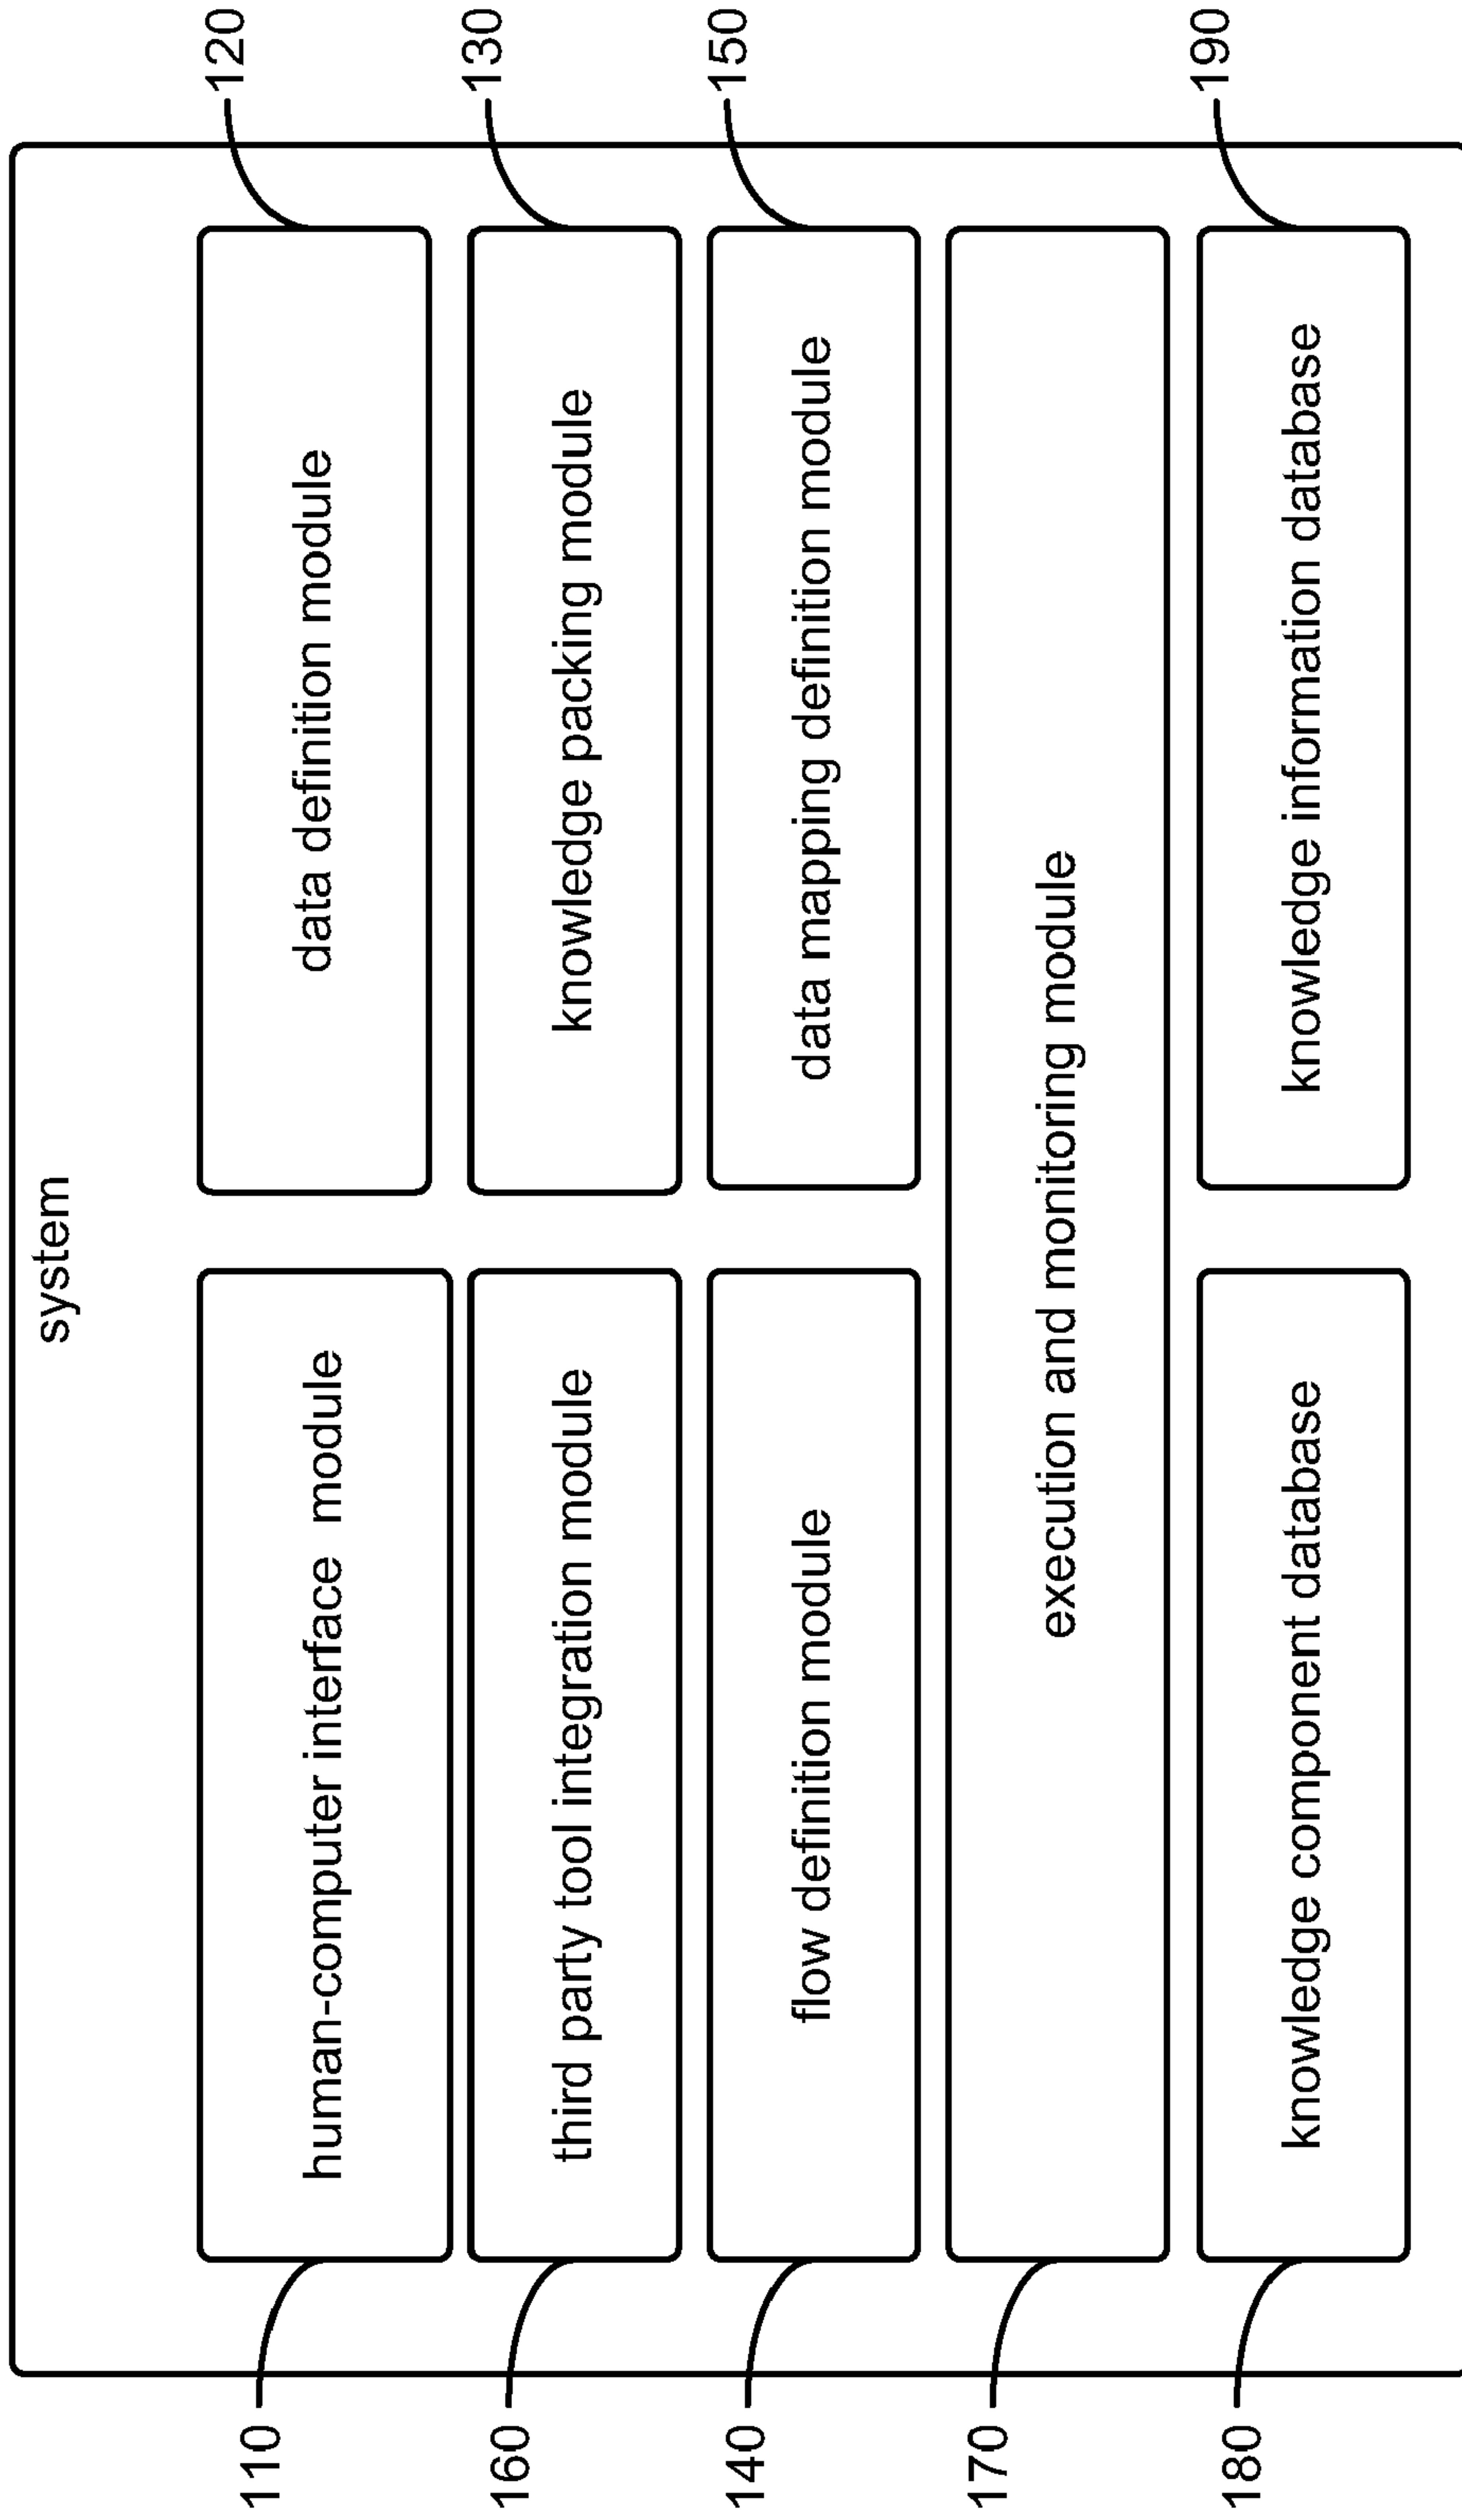 system
110
human-computer interface module
data definition module
120
160
third party tool integration module
knowledge packing module
130
140
flow definition module
data mapping definition module
150
170
execution and monitoring module
180
knowledge component database
knowledge information database
190